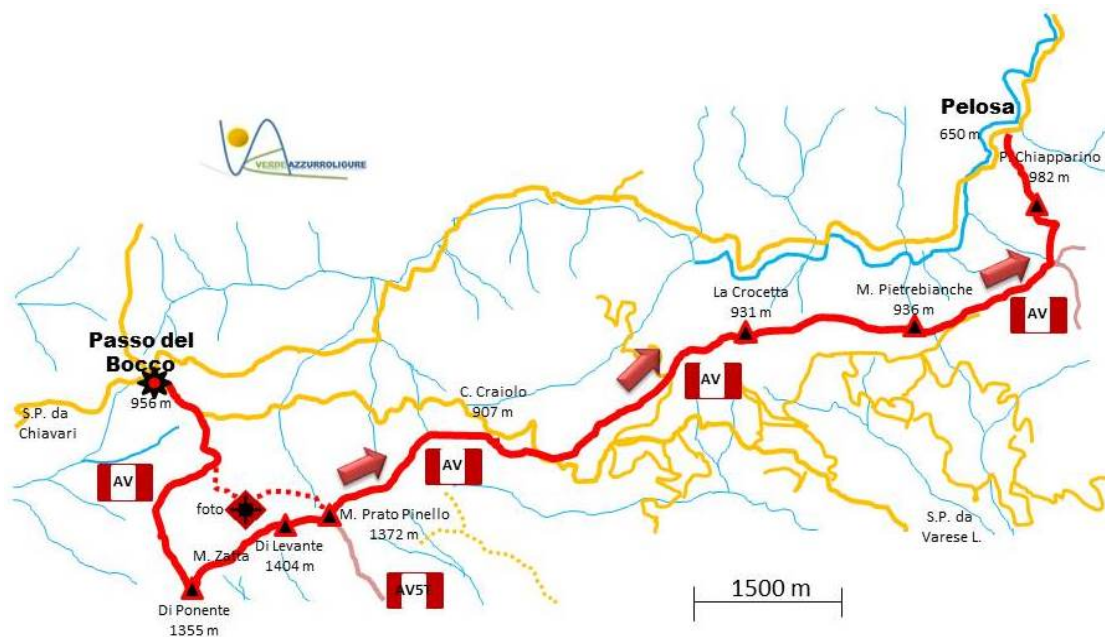 VERDEAZZURROLIGURE
Pelosa
650 m
P. Chiapparino
982 m
La Crocetta
931 m
M. Pietrebianche
936 m
AV
Passo del
Bocco
956 m
S.P. da
Chiavari
C. Craiolo
907 m
AV
AV
AV
foto
M. Prato Pinello
1372 m
M. Zatta
Di Levante
1404 m
Di Ponente
1355 m
AV5T
S.P. da
Varese L.
1500 m